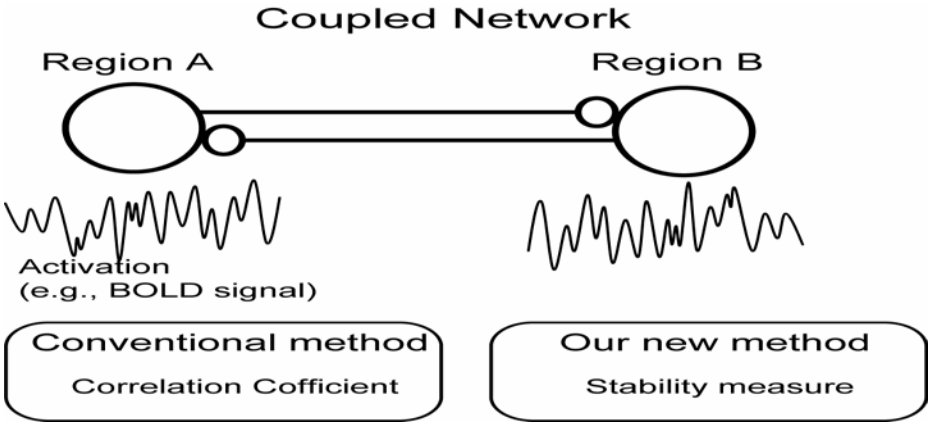 Coupled Network
Region A
Region B
Activation
(e.g., BOLD signal)
Conventional method
Correlation Cofficient
Our new method
Stability measure